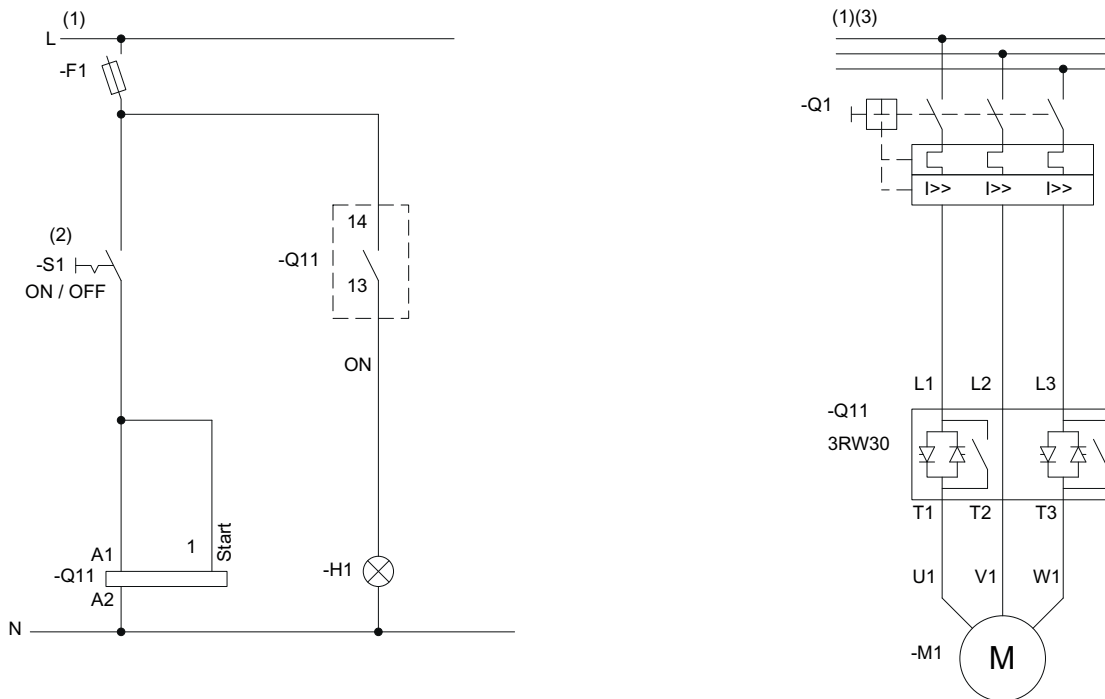 (1)
L
-F1
(2)
-S1
ON / OFF
14
-Q11
13
ON
A1
1
Start
-Q11
A2
-H1
N
(1)(3)
-Q1
I>> I>> I>>
L1 L2 L3
-Q11
3RW30
T1 T2 T3
U1 V1 W1
-M1
M